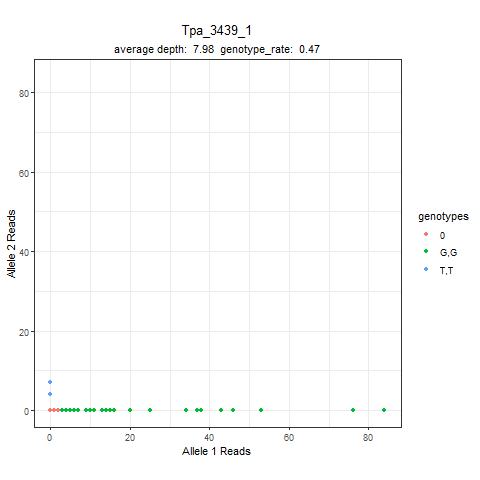 Tpa_3439_1
average depth: 7.98 genotype_rate: 0.47
80
60
40
20
0
Allele 2 Reads
0 20 40 60 80
Allele 1 Reads
genotypes
0
G,G
T,T